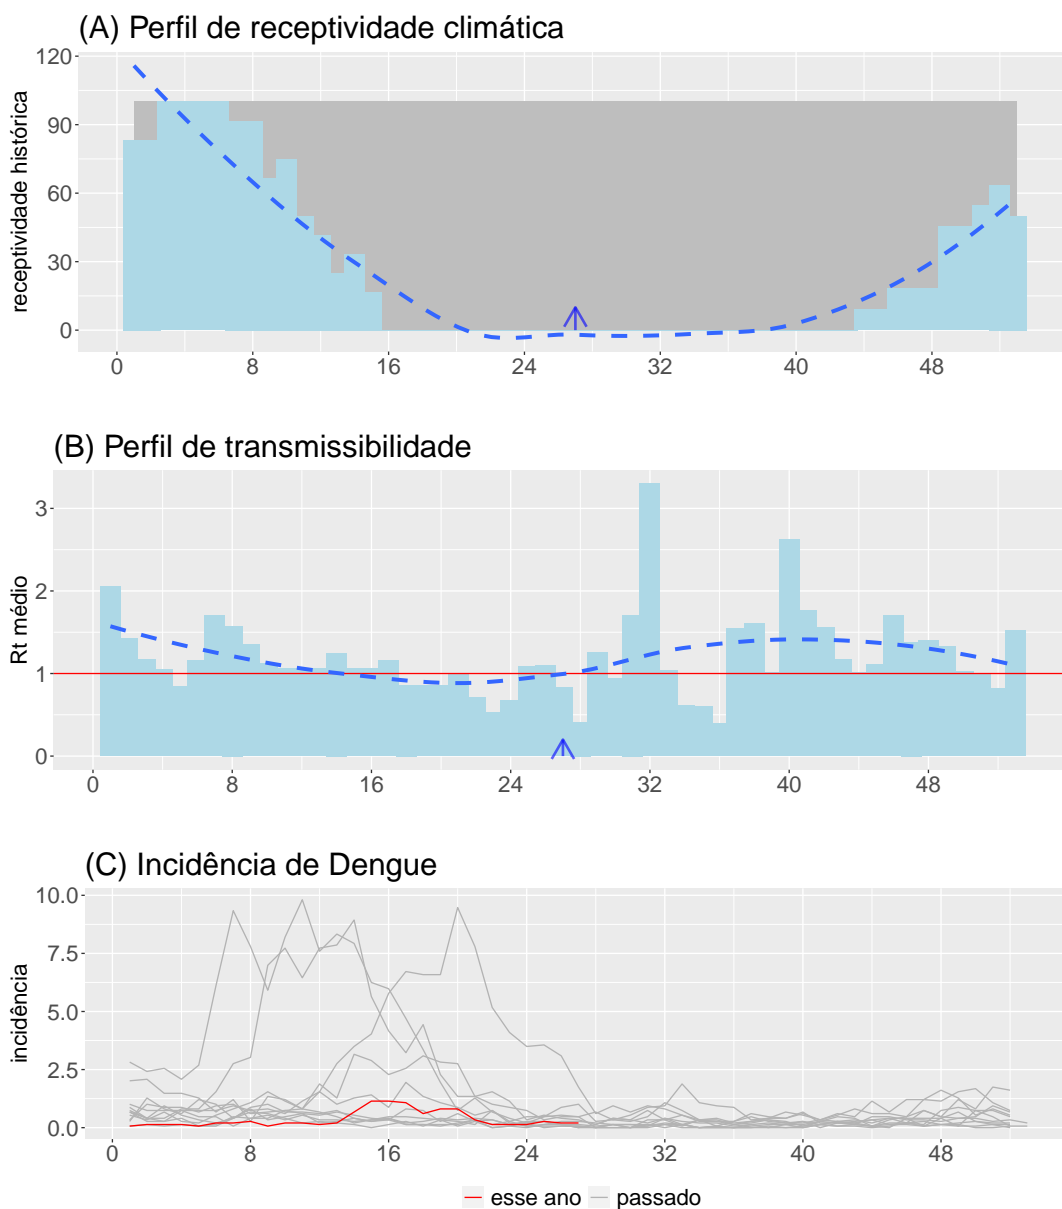 (A) Perfil de receptividade climática
receptividade histórica
120
90
60
30
0
0 8 16 24 32 40 48
(B) Perfil de transmissibilidade
Rt médio
3
2
1
0
0 8 16 24 32 40 48
(C) Incidência de Dengue
incidência
10.0
7.5
5.0
2.5
0.0
0 8 16 24 32 40 48
esse ano passado